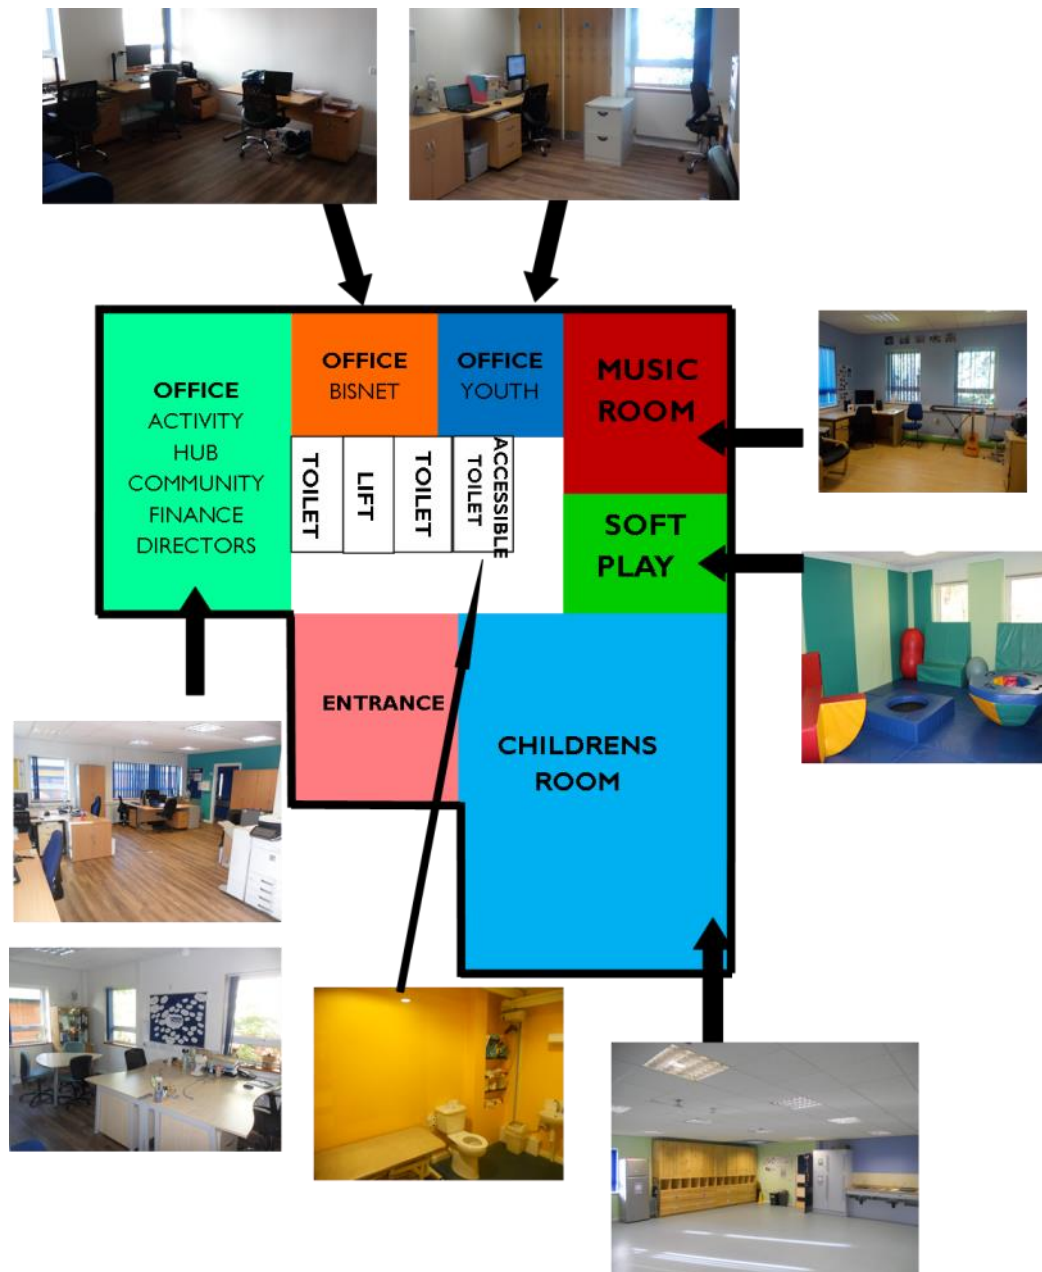 OFFICE
ACTIVITY
HUB
COMMUNITY
FINANCE
DIRECTORS
OFFICE
BISNET
OFFICE
YOUTH
MUSIC
ROOM
TOILET
LIFT
TOILET
ACCESSIBLE
TOILET
SOFT
PLAY
ENTRANCE
CHILDRENS
ROOM